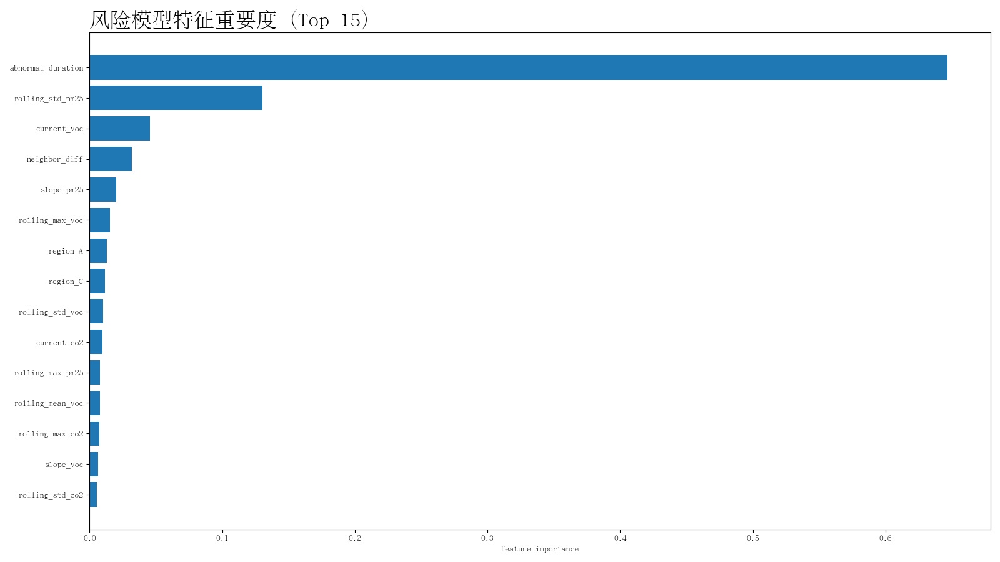 风险模型特征重要度 (Top 15)
abnormal_duration
rolling_std_pm25
current_voc
neighbor_diff
slope_pm25
rolling_max_voc
region_A
region_C
rolling_std_voc
current_co2
rolling_max_pm25
rolling_mean_voc
rolling_max_co2
slope_voc
rolling_std_co2
0.0 0.1 0.2 0.3 0.4 0.5 0.6
feature importance